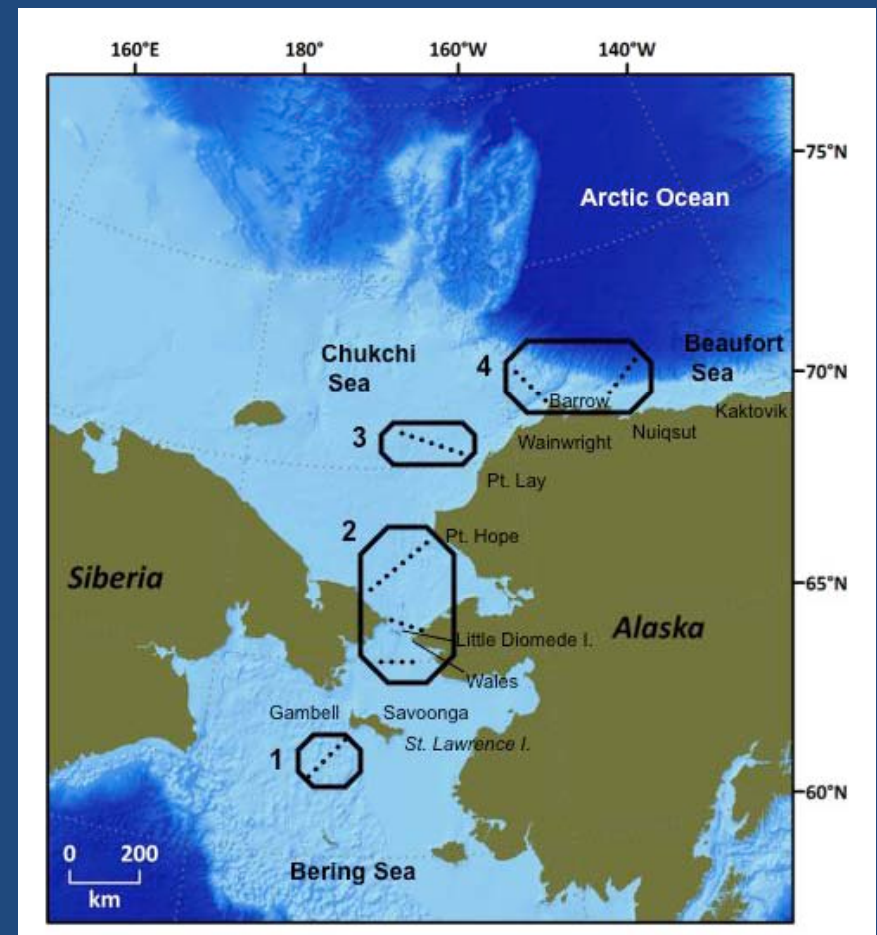 160°E 180° 160°W 140°W
75°N
Arctic Ocean
Chukchi
Sea
Beaufort
Sea
4
70°N
Barrow
Kaktovik
3
Wainwright
Nuiqsut
Pt. Lay
2
Pt. Hope
Siberia
65°N
Alaska
Little Diomede I.
Wales
Gambell
Savoonga
St. Lawrence I.
1
60°N
0 200
km
Bering Sea